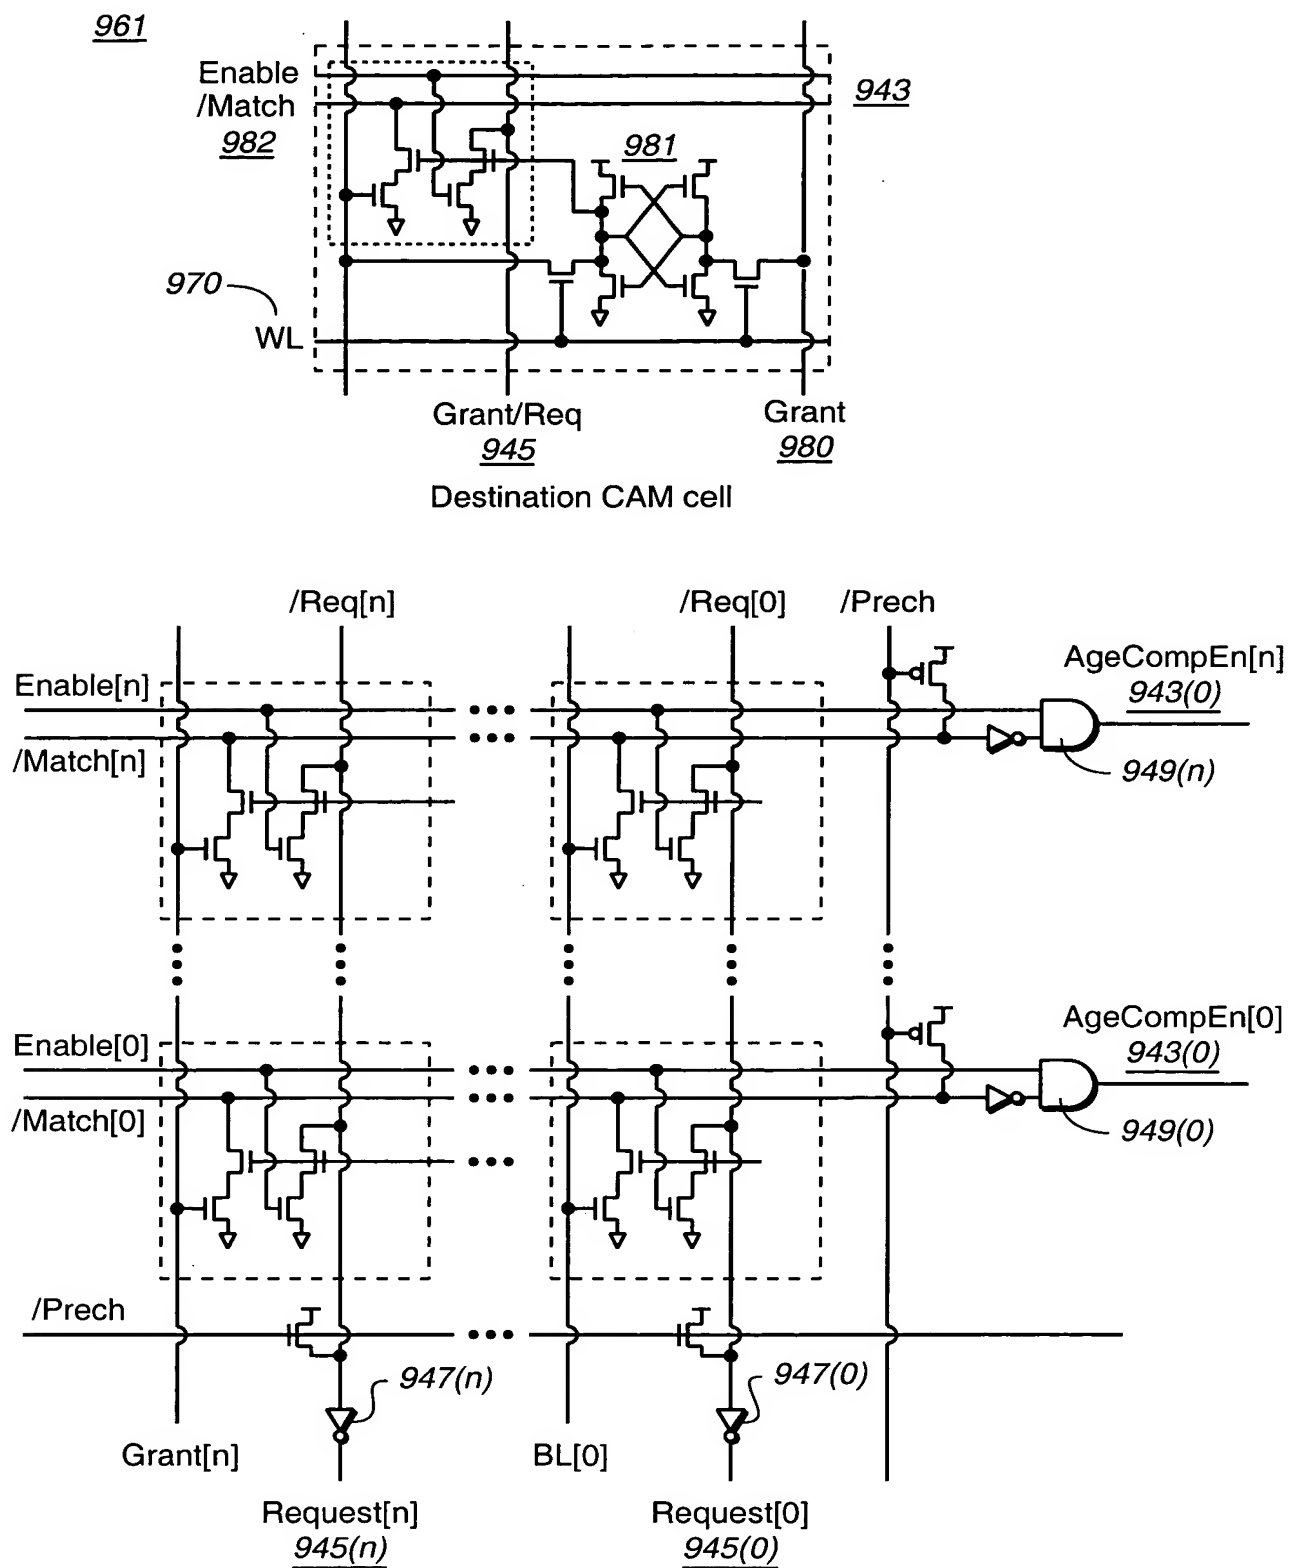 961
Enable
/Match
982
943
981
970
WL
Grant/Req
945
Grant
980
Destination CAM cell
/Req[n]
/Req[0]
/Prech
Enable[n]
/Match[n]
AgeCompEn[n]
943(0)
949(n)
Enable[0]
/Match[0]
AgeCompEn[0]
943(0)
949(0)
/Prech
947(n)
947(0)
Grant[n]
BL[0]
Request[n]
945(n)
Request[0]
945(0)